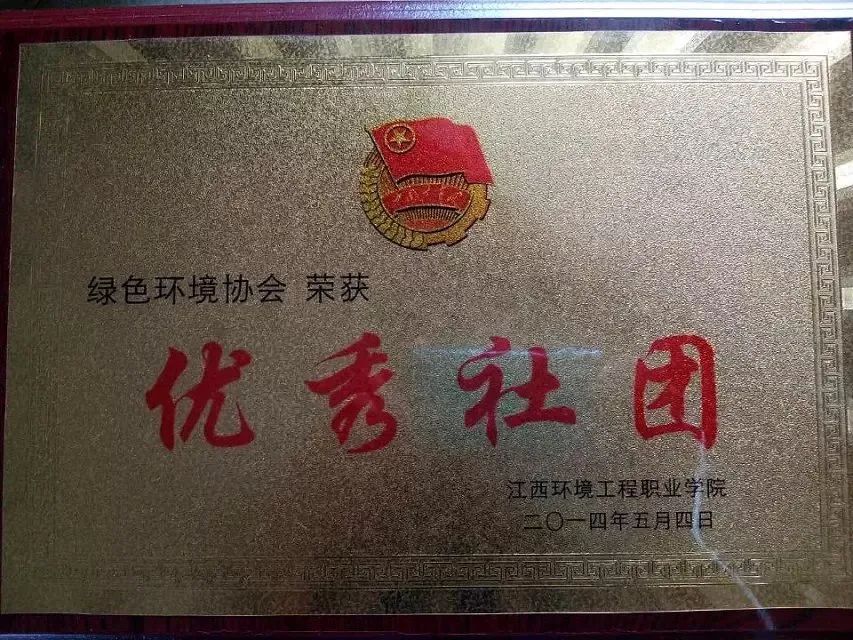 绿色环境协会 荣获
优秀社团
江西环境工程职业学院
二〇一四年五月四日